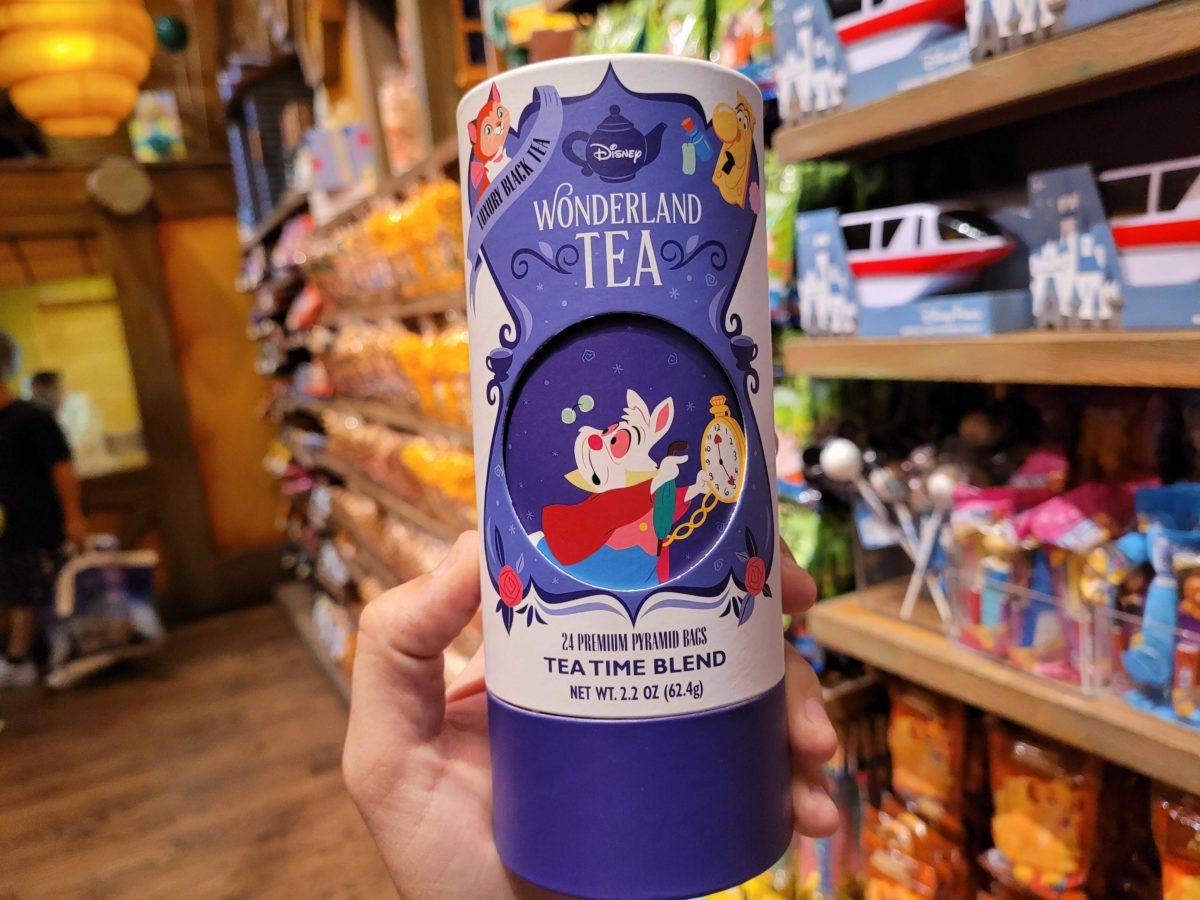 LUXURY BLACK TEA
Disney
WONDERLAND
TEA
24 PREMIUM PYRAMID BAGS
TEA TIME BLEND
NET WT. 2.2 OZ (62.4g)